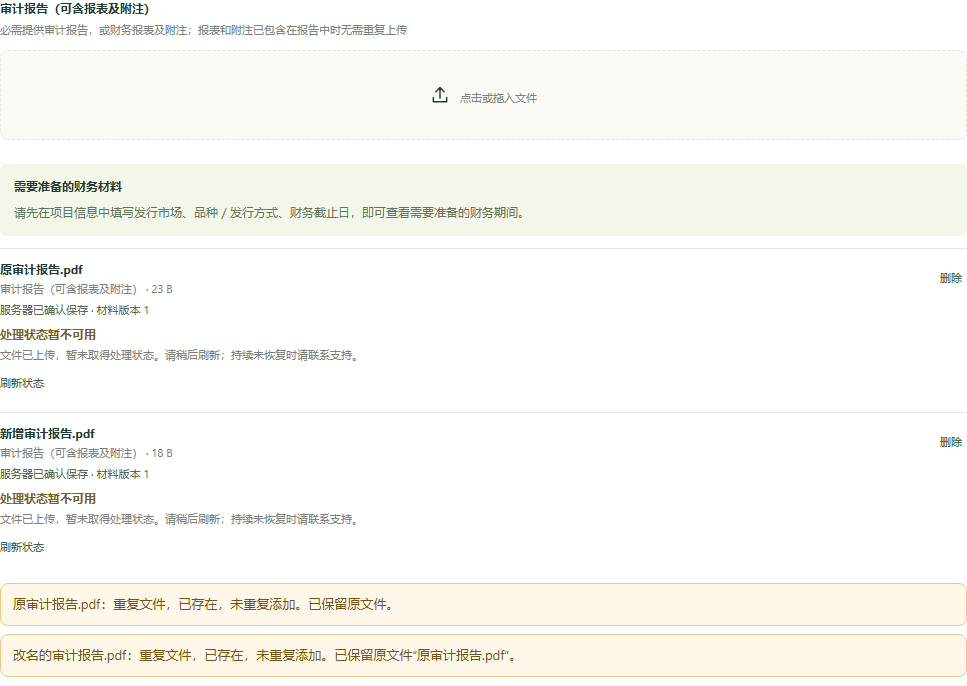 审计报告（可含报表及附注）
必需提供审计报告，或财务报表及附注；报表和附注已包含在报告中时无需重复上传
点击或拖入文件
需要准备的财务材料
请先在项目信息中填写发行市场、品种 / 发行方式、财务截止日，即可查看需要准备的财务期间。
原审计报告.pdf
删除
审计报告（可含报表及附注） · 23 B
服务器已确认保存 · 材料版本 1
处理状态暂不可用
文件已上传，暂未取得处理状态。请稍后刷新；持续未恢复时请联系支持。
刷新状态
新增审计报告.pdf
删除
审计报告（可含报表及附注） · 18 B
服务器已确认保存 · 材料版本 1
处理状态暂不可用
文件已上传，暂未取得处理状态。请稍后刷新；持续未恢复时请联系支持。
刷新状态
原审计报告.pdf：重复文件，已存在，未重复添加。已保留原文件。
改名的审计报告.pdf：重复文件，已存在，未重复添加。已保留原文件“原审计报告.pdf”。